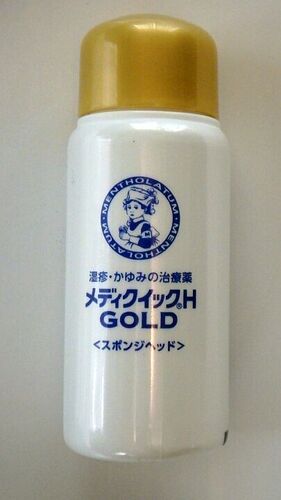 MENTHOLATUM・MENTHOLATUM・
湿疹・かゆみの治療薬
メディクイック®H
GOLD
<スポンジヘッド>